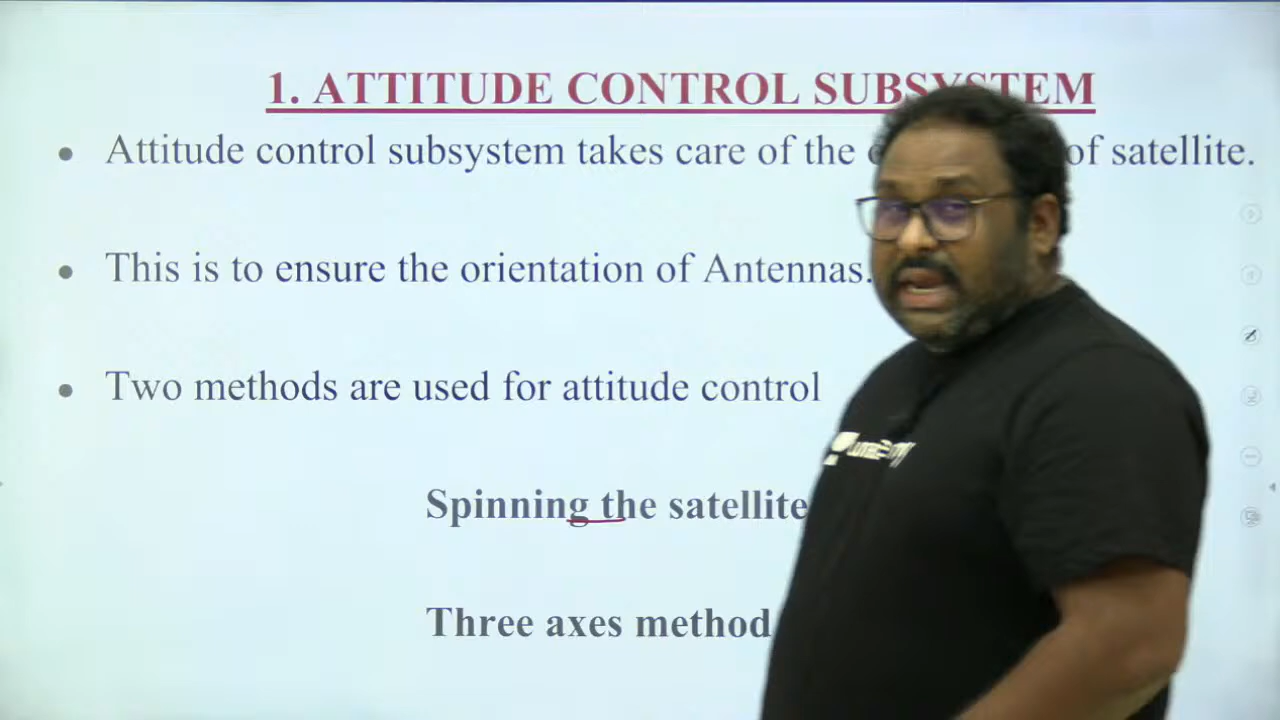 1. ATTITUDE CONTROL SUBSYSTEM
• Attitude control subsystem takes care of the of satellite.
• This is to ensure the orientation of Antennas.
• Two methods are used for attitude control
Spinning the satellite
Three axes method